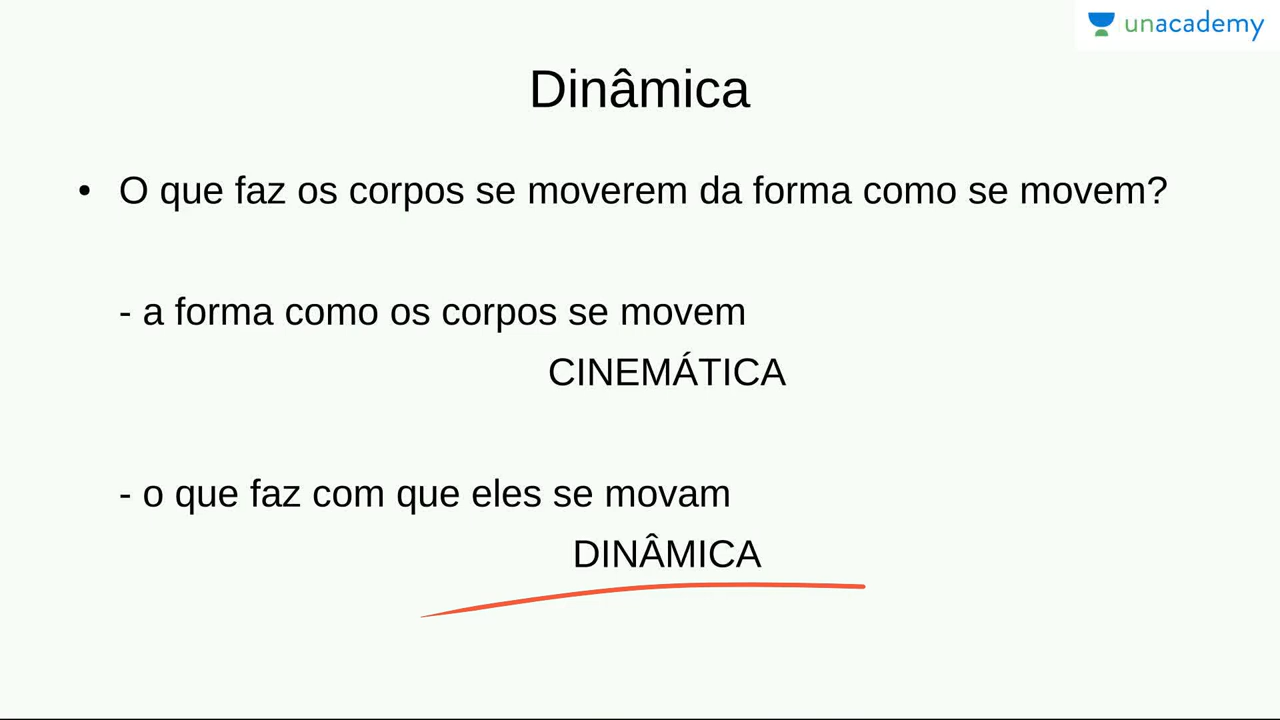 unacademy
Dinâmica
• O que faz os corpos se moverem da forma como se movem?
- a forma como os corpos se movem
CINEMÁTICA
- o que faz com que eles se movam
DINÂMICA